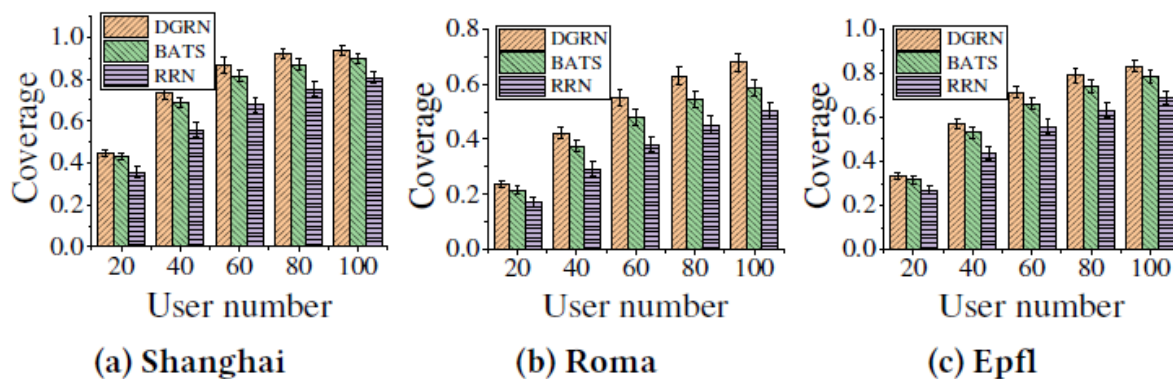 DGRN
BATS
RRN
Coverage
1.0
0.8
0.6
0.4
0.2
0.0
20 40 60 80 100
User number
(a) Shanghai
DGRN
BATS
RRN
Coverage
0.8
0.6
0.4
0.2
0.0
20 40 60 80 100
User number
(b) Roma
DGRN
BATS
RRN
Coverage
1.0
0.8
0.6
0.4
0.2
0.0
20 40 60 80 100
User number
(c) Epfl